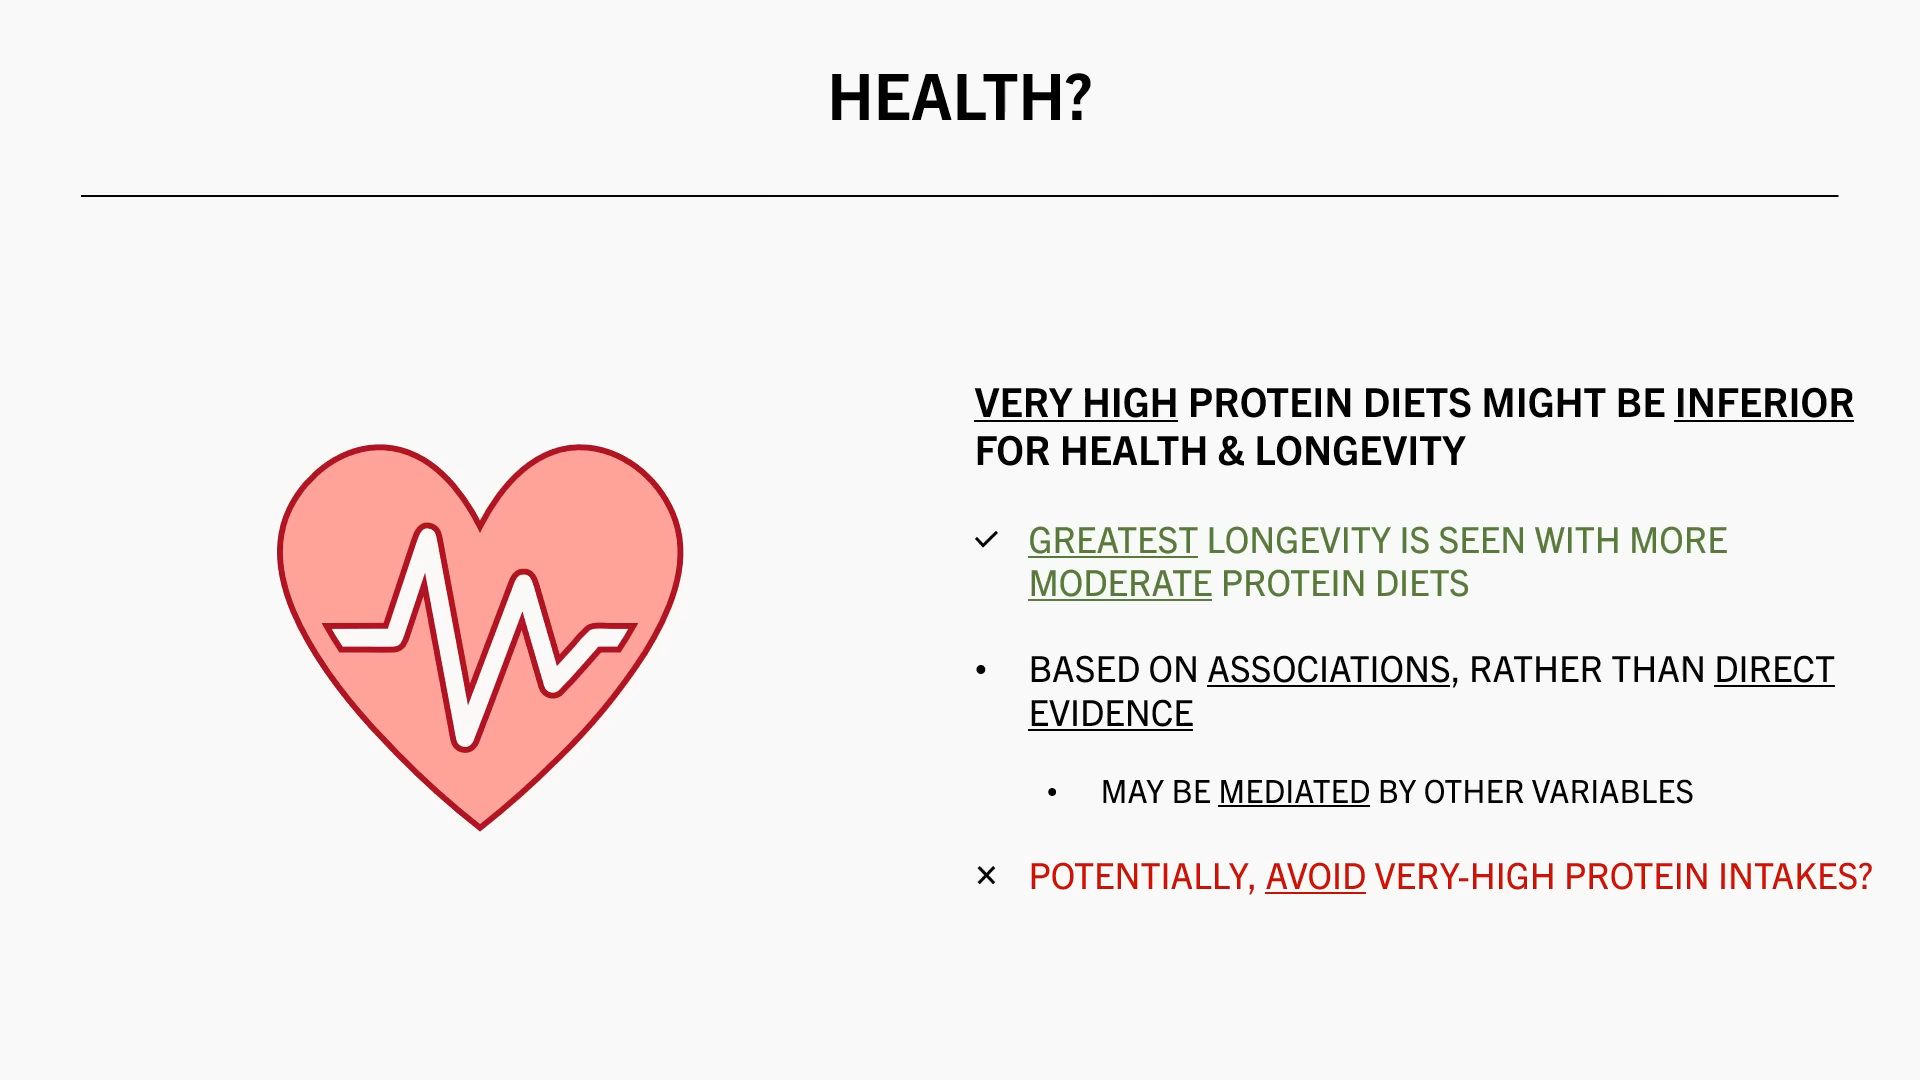 HEALTH?
VERY HIGH PROTEIN DIETS MIGHT BE INFERIOR
FOR HEALTH & LONGEVITY
✓ GREATEST LONGEVITY IS SEEN WITH MORE
MODERATE PROTEIN DIETS
• BASED ON ASSOCIATIONS, RATHER THAN DIRECT
EVIDENCE
• MAY BE MEDIATED BY OTHER VARIABLES
✕ POTENTIALLY, AVOID VERY-HIGH PROTEIN INTAKES?